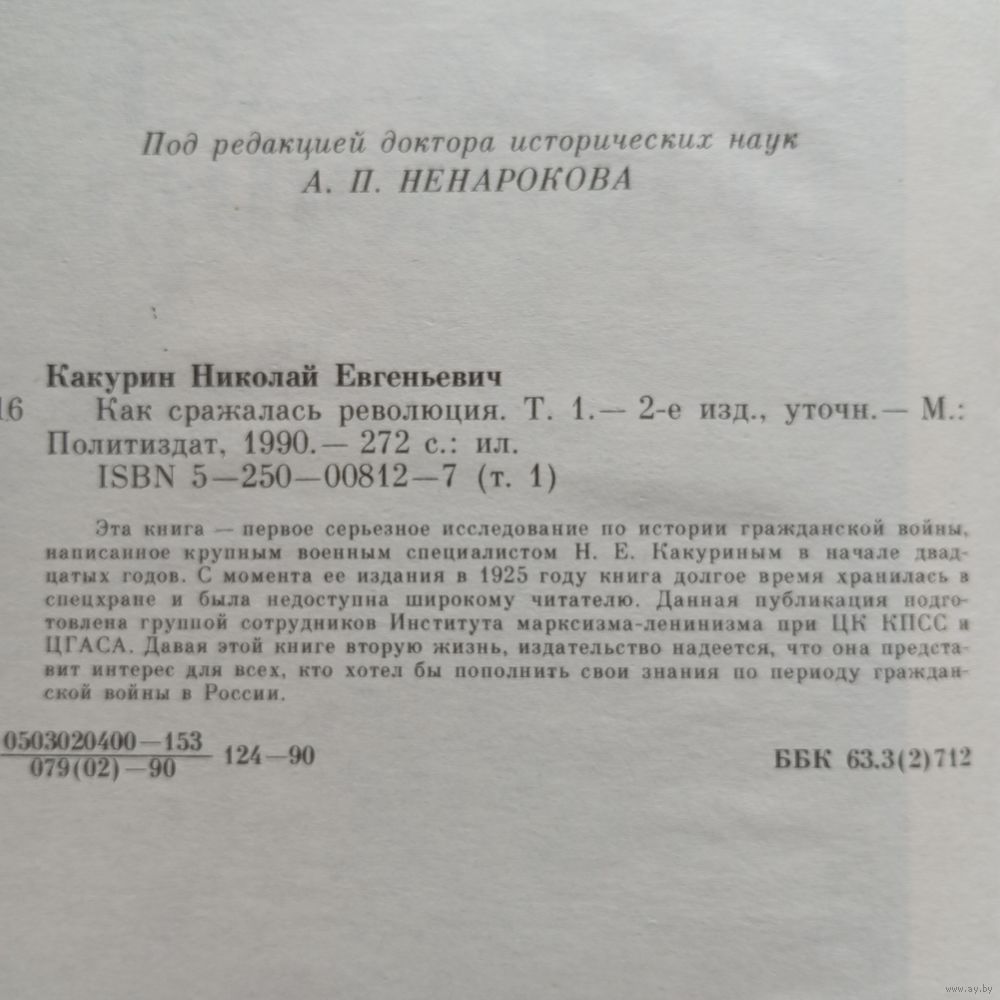 Под редакцией доктора исторических наук
А. П. НЕНАРОКОВА
Какурин Николай Евгеньевич
16 Как сражалась революция. Т. 1.— 2-е изд., уточн.— М.:
Политиздат, 1990.— 272 с.: ил.
ISBN 5—250—00812—7 (т. 1)
Эта книга — первое серьезное исследование по истории гражданской войны,
написанное крупным военным специалистом Н. Е. Какуриным в начале двад-
цатых годов. С момента ее издания в 1925 году книга долгое время хранилась в
спецхране и была недоступна широкому читателю. Данная публикация подго-
товлена группой сотрудников Института марксизма-ленинизма при ЦК КПСС и
ЦГАСА. Давая этой книге вторую жизнь, издательство надеется, что она предста-
вит интерес для всех, кто хотел бы пополнить свои знания по периоду граждан-
ской войны в России.
0503020400—153
079(02)—90
124—90
ББК 63.3(2)712
www.ay.by